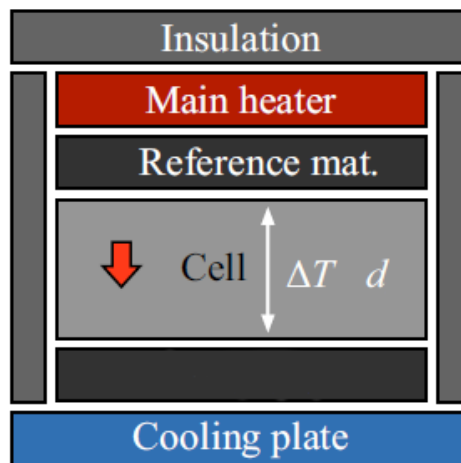 Insulation
Main heater
Reference mat.
Cell ΔT d
Cooling plate